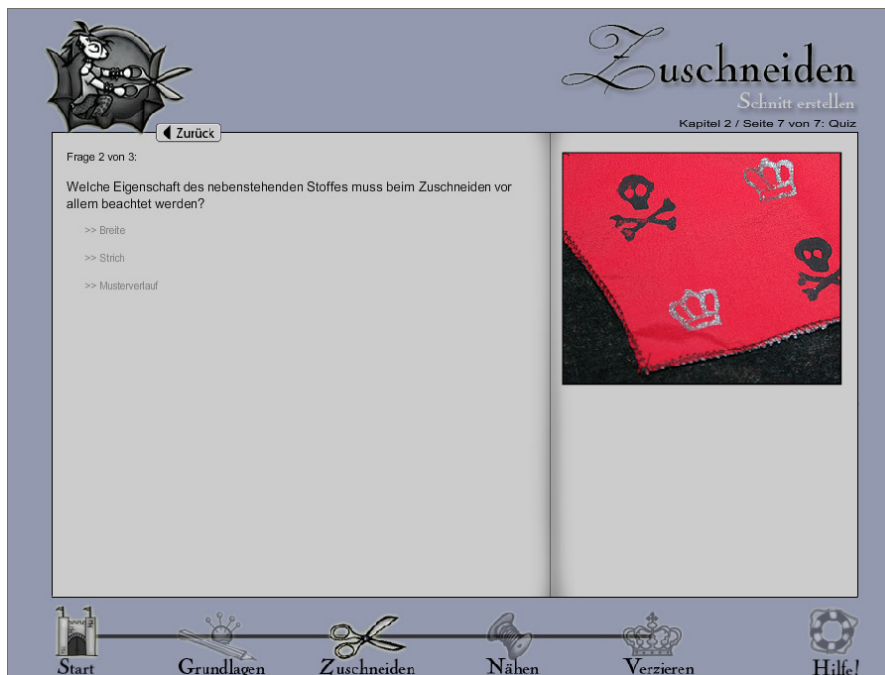 Zuschneiden
Schnitt erstellen
Kapitel 2 / Seite 7 von 7: Quiz
Zurück
Frage 2 von 3:
Welche Eigenschaft des nebenstehenden Stoffes muss beim Zuschneiden vor
allem beachtet werden?
>> Breite
>> Strich
>> Musterverlauf
Start Grundlagen Zuschneiden Nähen Verzieren Hilfe!